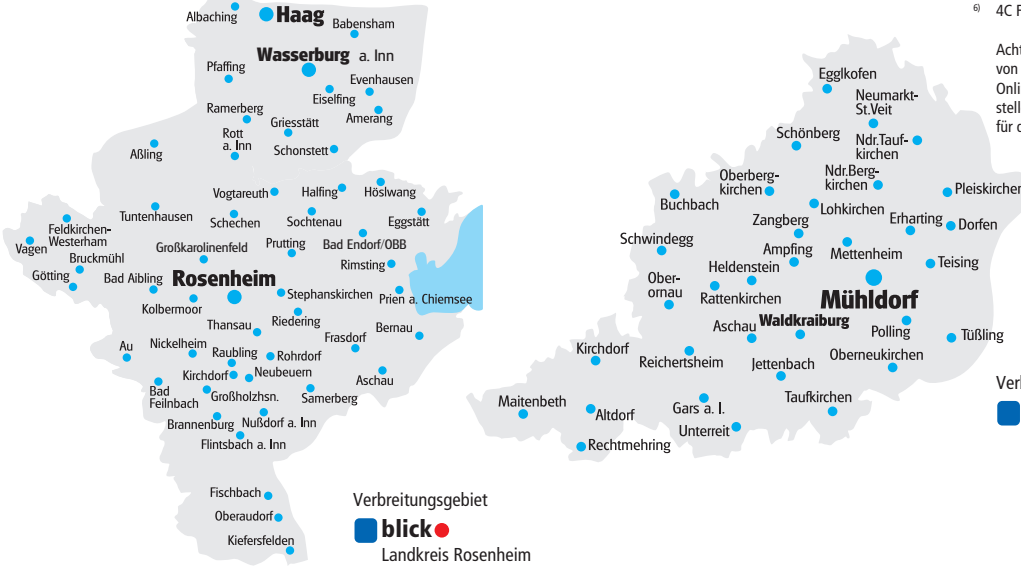 Albaching
Haag
Babensham
Wasserburg a. Inn
Pfaffing
Evenhausen
Eiselfing
Ramerberg
Amerang
Griesstätt
Rott
a. Inn
Schonstett
Aßling
Vogtareuth
Halfing
Höslwang
Tuntenhausen
Schechen
Sochtenau
Eggstätt
Feldkirchen-
Westerham
Vagen
Großkarolinenfeld
Prutting
Bad Endorf/OBB
Bruckmühl
Rimsting
Götting
Bad Aibling
Rosenheim
Stephanskirchen
Prien a. Chiemsee
Kolbermoor
Riedering
Thansau
Bernau
Nickelheim
Frasdorf
Au
Raubling
Rohrdorf
Kirchdorf
Neubeuern
Aschau
Bad
Feilnbach
Großholzhsn.
Samerberg
Brannenburg
Nußdorf a. Inn
Flintsbach a. Inn
Fischbach
Oberaudorf
Kiefersfelden
Verbreitungsgebiet
blick
Landkreis Rosenheim
Egglkofen
Neumarkt-
St.Veit
Schönberg
Ndr.Tauf-
kirchen
Oberberg-
kirchen
Ndr.Berg-
kirchen
Pleiskirchen
Buchbach
Lohkirchen
Zangberg
Erharting
Dorfen
Schwindegg
Ampfing
Mettenheim
Teising
Heldenstein
Ober-
ornau
Rattenkirchen
Mühldorf
Aschau
Waldkraiburg
Polling
Tüßling
Kirchdorf
Reichertsheim
Oberneukirchen
Jettenbach
Maitenbeth
Altdorf
Gars a. I.
Taufkirchen
Unterreit
Rechtmehring
6) 4C
Acht
von
Onli
stell
für
Verl